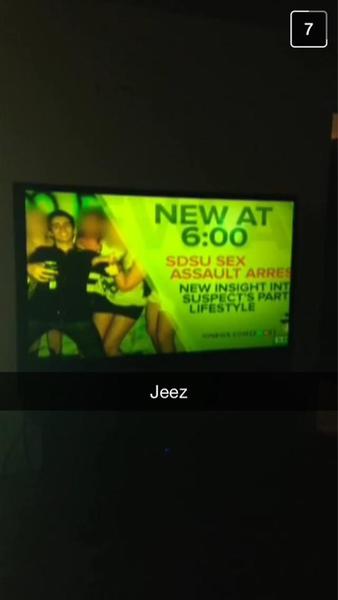 7
NEW AT
6:00
SDSU SEX
ASSAULT ARRES
NEW INSIGHT INT
SUSPECT'S PART
LIFESTYLE
Jeez